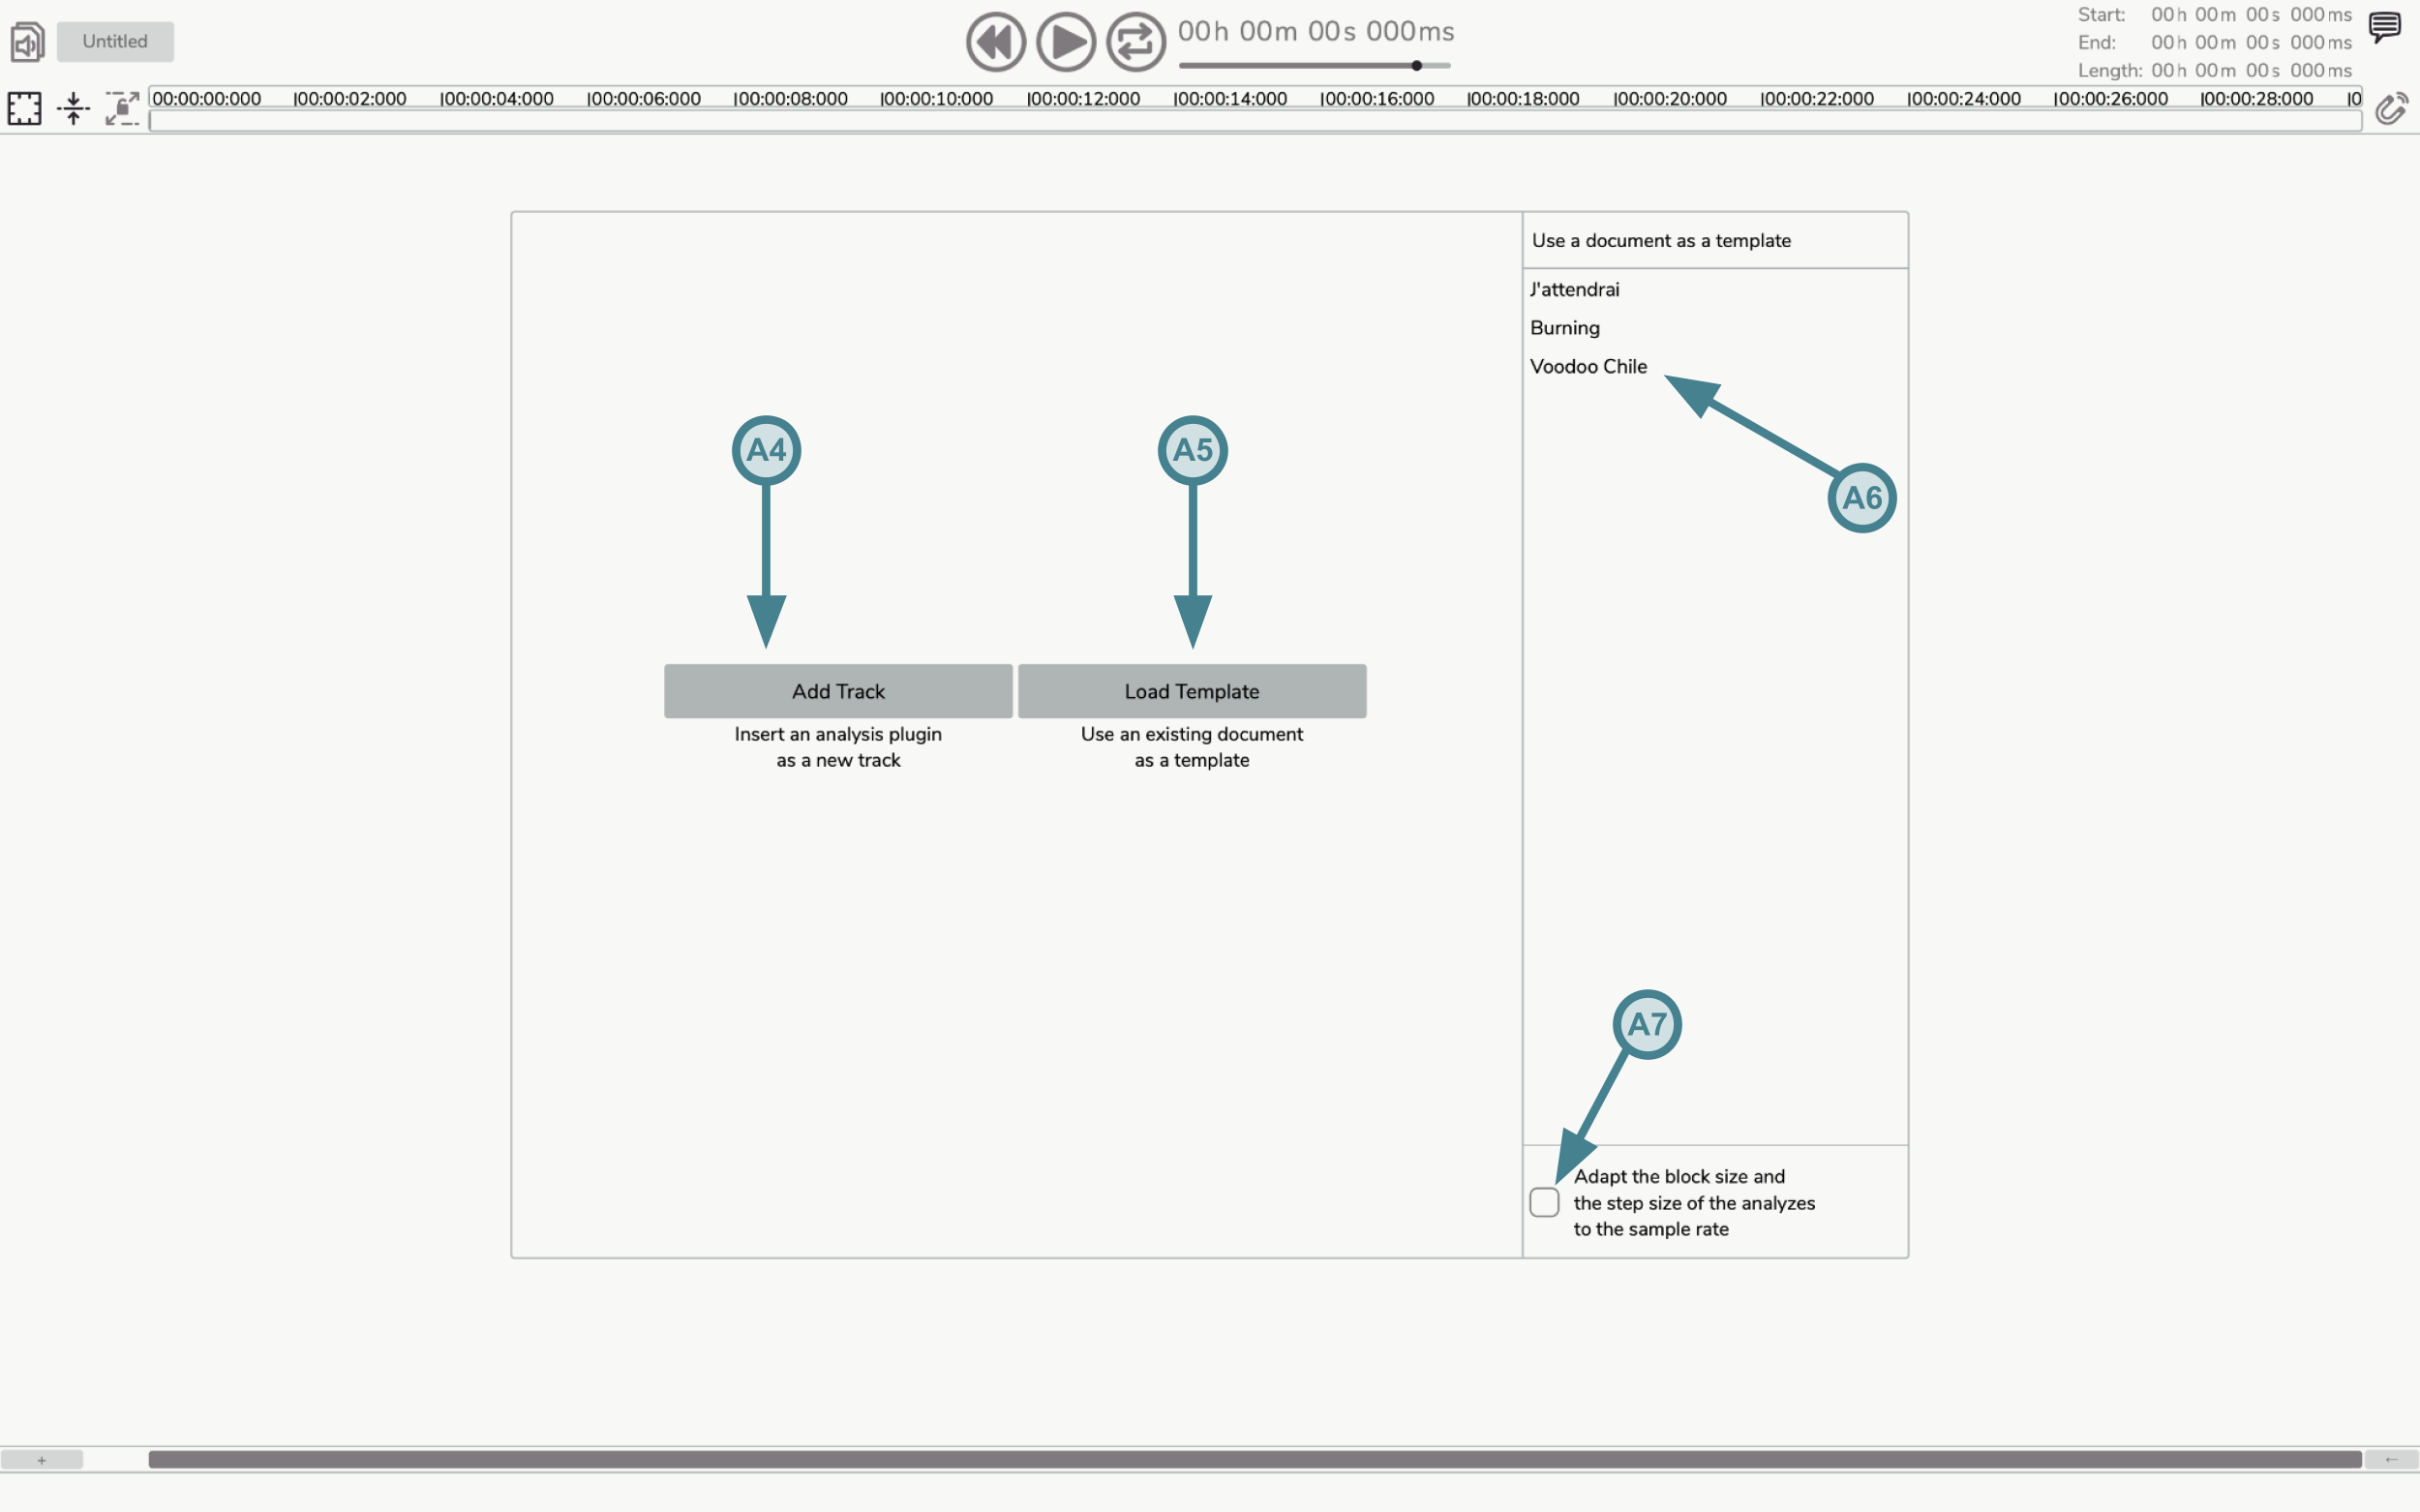 Untitled
00h 00m 00s 000ms
Start: 00h 00m 00s 000ms
End: 00h 00m 00s 000ms
Length: 00h 00m 00s 000ms
00:00:00:000 00:00:02:000 00:00:04:000 00:00:06:000 00:00:08:000 00:00:10:000 00:00:12:000 00:00:14:000 00:00:16:000 00:00:18:000 00:00:20:000 00:00:22:000 00:00:24:000 00:00:26:000 00:00:28:000 0
Use a document as a template
J'attendrai
Burning
Voodoo Chile
A4
A5
A6
Add Track
Insert an analysis plugin
as a new track
Load Template
Use an existing document
as a template
A7
Adapt the block size and
the step size of the analyzes
to the sample rate
+
←